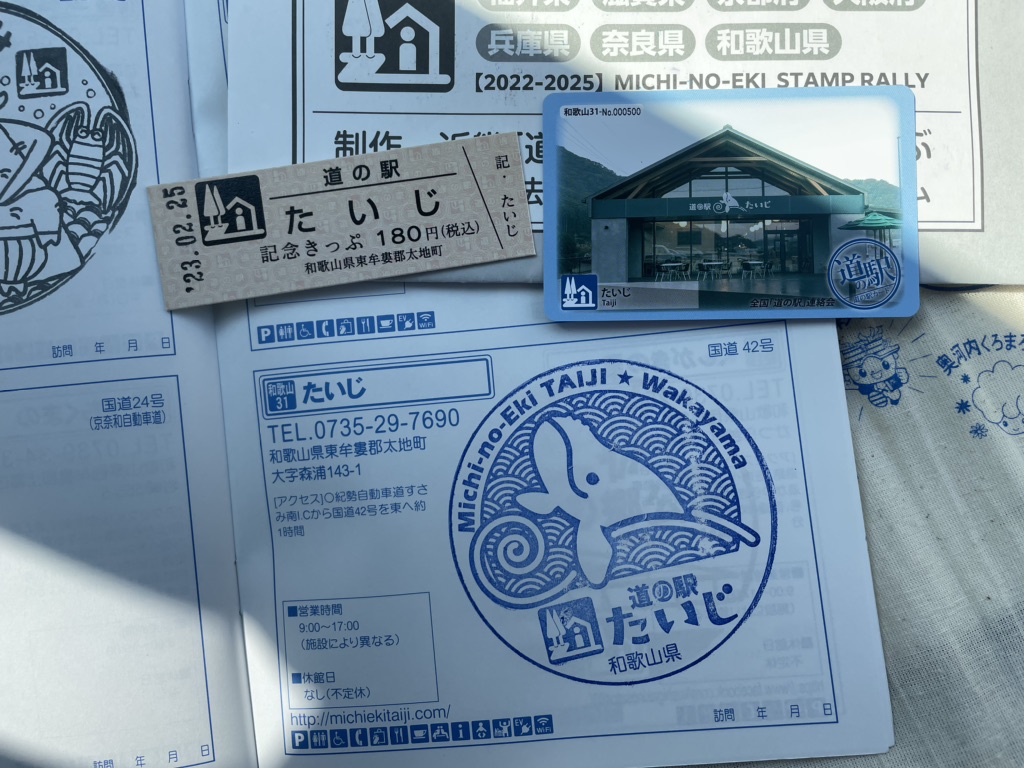 兵庫県 奈良県 和歌山県
【2022-2025】 MICHI-NO-EKI STAMP RALLY
制作
'23.02.25
道の駅
たいじ
記念きっぷ 180円(税込)
和歌山県東牟婁郡太地町
記・たいじ
和歌山31-No.000500
道の駅 たいじ
たいじ
Taiji
道の駅
全国「道の駅」連絡会
訪問 年 月 日
国道24号
(京奈和自動車道)
訪問 年 月 日
国道 42号
和歌山
31
たいじ
TEL.0735-29-7690
和歌山県東牟婁郡太地町
大字森浦143-1
[アクセス]〇紀勢自動車道すさ
み南I.Cから国道42号を東へ約
1時間
■営業時間
9:00〜17:00
(施設により異なる)
■休館日
なし(不定休)
http://michiekitaiji.com/
訪問 年 月 日
Michi-no-Eki TAIJI ★ Wakayama
道の駅
たいじ
和歌山県
奥河内くろまろ